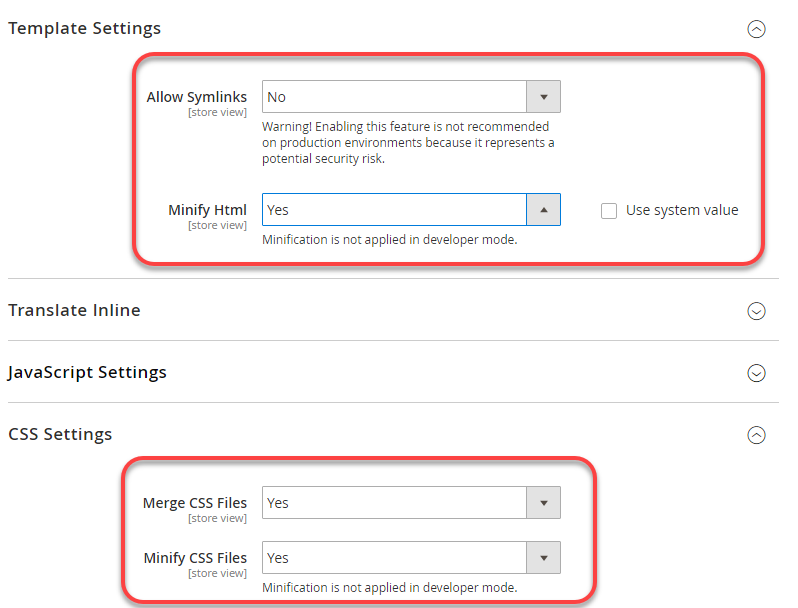 Template Settings
Allow Symlinks
[store view]
No
Warning! Enabling this feature is not recommended
on production environments because it represents a
potential security risk.
Minify Html
[store view]
Yes
Use system value
Minification is not applied in developer mode.
Translate Inline
JavaScript Settings
CSS Settings
Merge CSS Files
[store view]
Yes
Minify CSS Files
[store view]
Yes
Minification is not applied in developer mode.